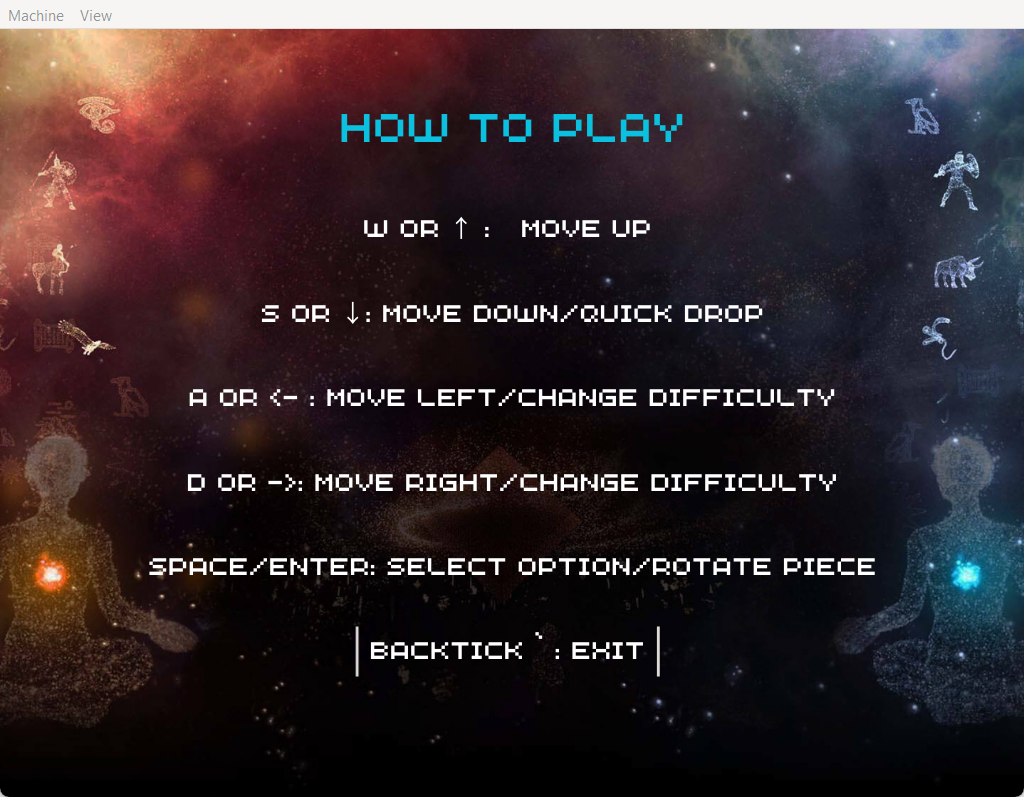 Machine View
HOW TO PLAY
W OR ↑ : MOVE UP
S OR ↓: MOVE DOWN/QUICK DROP
A OR <- : MOVE LEFT/CHANGE DIFFICULTY
D OR ->: MOVE RIGHT/CHANGE DIFFICULTY
SPACE/ENTER: SELECT OPTION/ROTATE PIECE
| BACKTICK ` : EXIT |